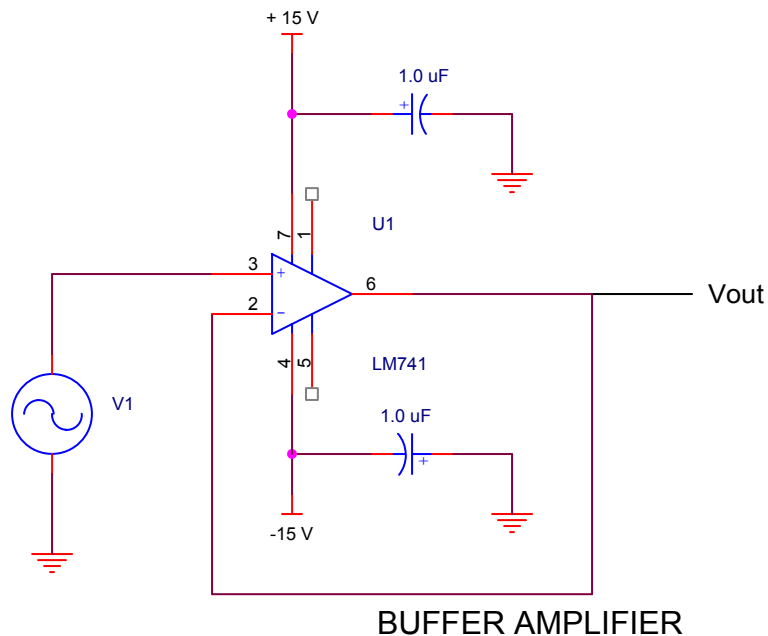 + 15 V
1.0 uF
+
U1
7
1
3
+
6
2
-
Vout
4
5
LM741
V1
1.0 uF
+
-15 V
BUFFER AMPLIFIER